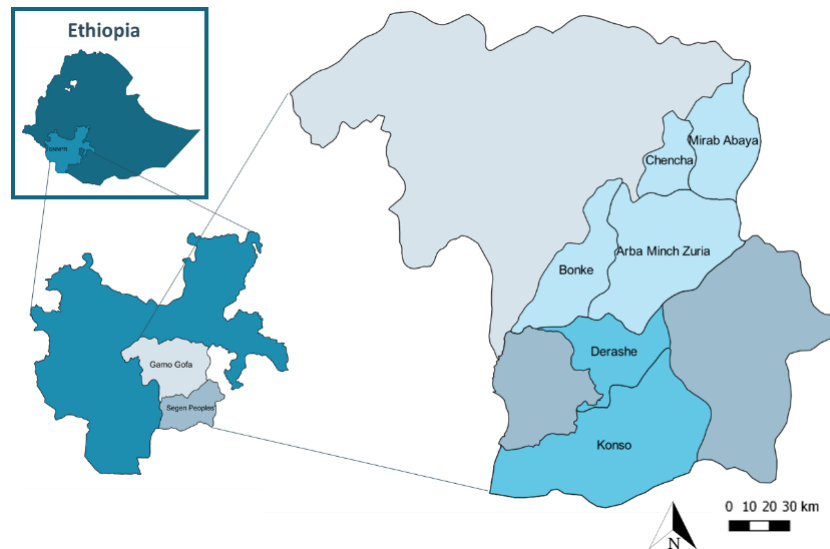 Ethiopia
SNNPR
Mirab Abaya
Chencha
Arba Minch Zuria
Bonke
Gamo Gofa
Derashe
Segen Peoples'
Konso
0 10 20 30 km
N